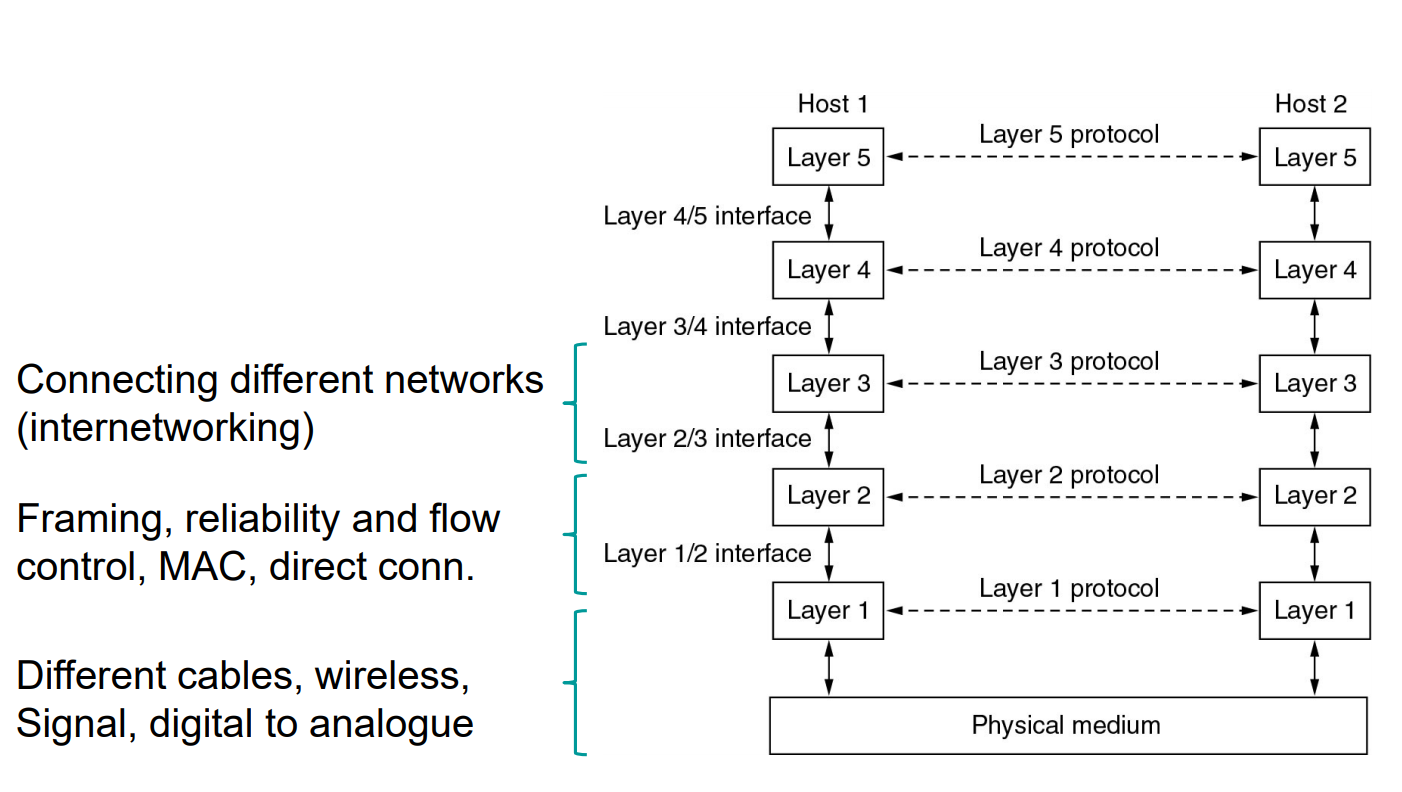 Host 1
Host 2
Layer 5 protocol
Layer 5
Layer 5
Layer 4/5 interface
Layer 4 protocol
Layer 4
Layer 4
Layer 3/4 interface
Connecting different networks
(internetworking)
Layer 3 protocol
Layer 3
Layer 3
Layer 2/3 interface
Layer 2 protocol
Layer 2
Layer 2
Framing, reliability and flow
control, MAC, direct conn.
Layer 1/2 interface
Layer 1 protocol
Layer 1
Layer 1
Different cables, wireless,
Signal, digital to analogue
Physical medium